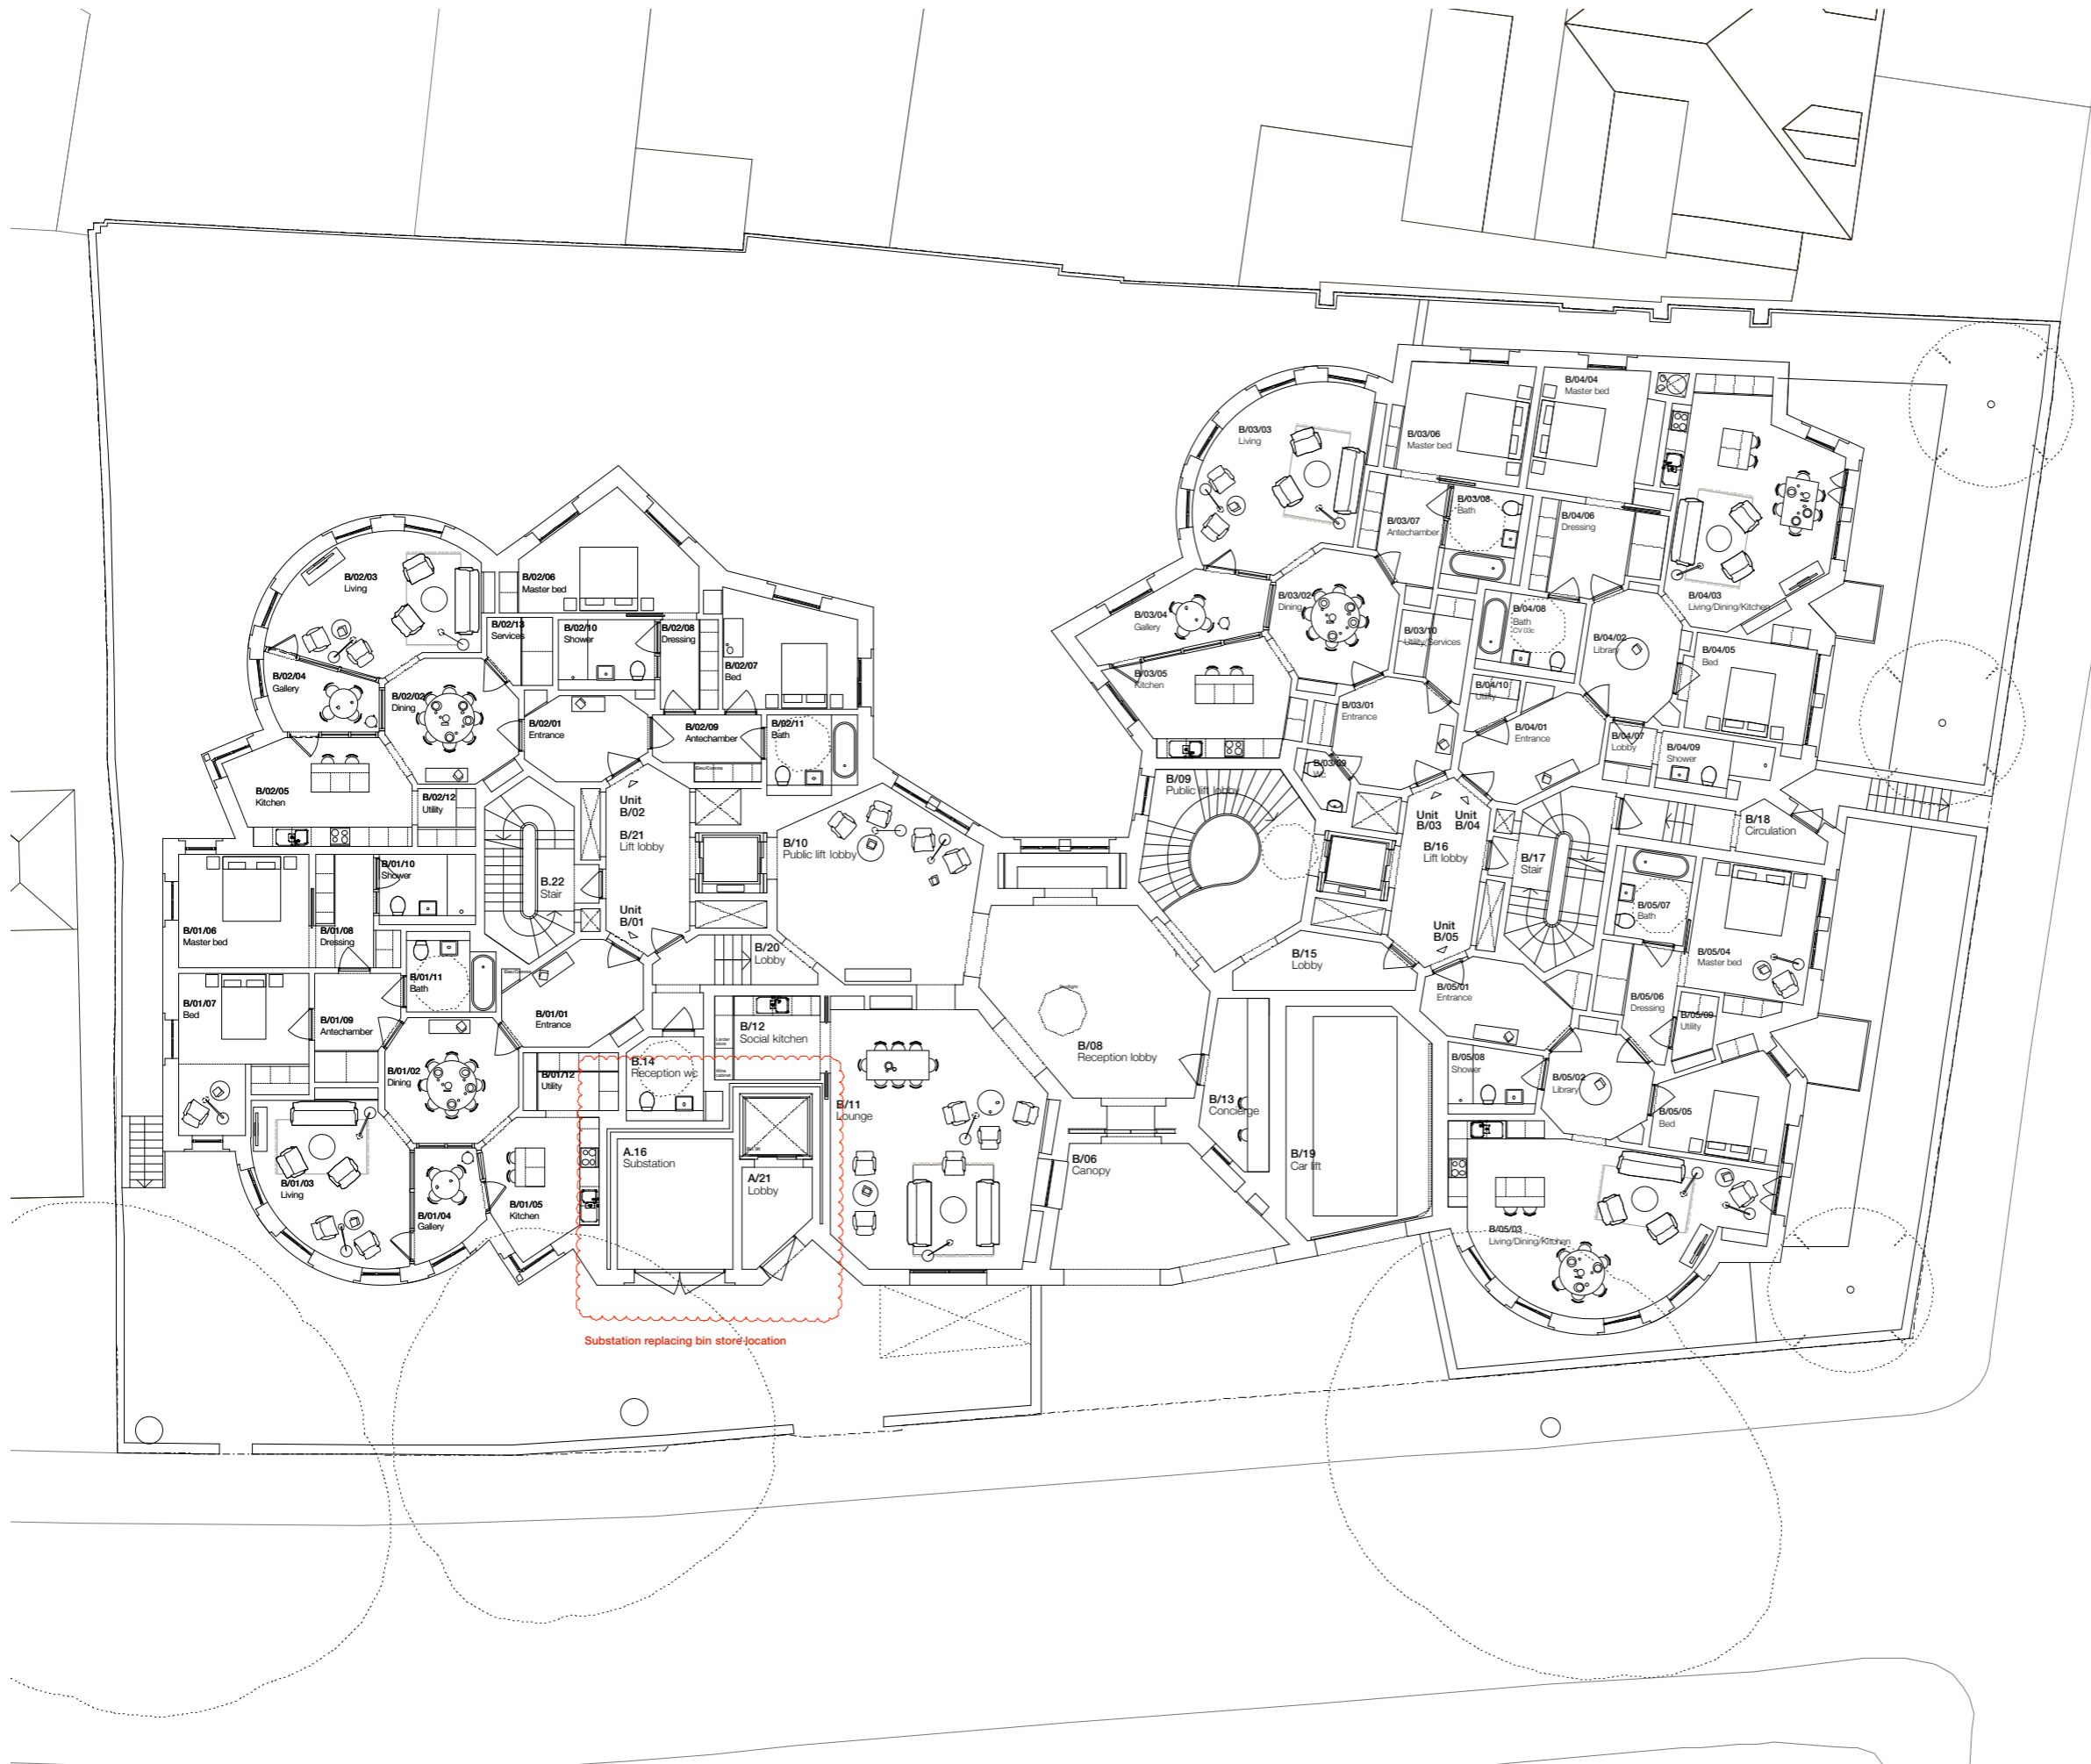 B/04/04
Master bed
B/03/03
Living
B/03/06
Master bed
B/03/08
Bath
B/03/07
Antechamber
B/04/06
Dressing
B/04/03
Living/Dining/Kitchen
B/02/03
Living
B/02/06
Master bed
B/02/13
Services
B/02/10
Shower
B/02/08
Dressing
B/02/07
Bed
B/03/02
Dining
B/03/04
Gallery
B/03/10
Utility/Services
B/04/08
Bath
CV 03c
B/04/02
Library
B/04/05
Bed
B/02/04
Gallery
B/02/02
Dining
B/02/01
Entrance
B/02/09
Antechamber
B/02/11
Bath
Elec/Comms
B/03/05
Kitchen
B/03/01
Entrance
B/04/10
Utility
B/04/01
Entrance
B/04/07
Lobby
B/04/09
Shower
B/02/05
Kitchen
B/02/12
Utility
Unit
B/02
B/21
Lift lobby
B/03/09
WC
B/09
Public lift lobby
Unit
B/03
Unit
B/04
B/16
Lift lobby
B/18
Circulation
B/10
Public lift lobby
B/17
Stair
B/01/10
Shower
B.22
Stair
Unit
B/01
B/01/06
Master bed
B/01/08
Dressing
B/20
Lobby
B/15
Lobby
Unit
B/05
B/05/07
Bath
B/05/04
Master bed
B/01/11
Bath
Elec/Comms
B/01/07
Bed
B/01/09
Antechamber
B/01/01
Entrance
B/05/01
Entrance
B/05/06
Dressing
B/05/09
Utility
B/12
Social kitchen
Larder
store
Wine
cabinet
B/08
Reception lobby
B.14
Reception wc
B/01/12
Utility
B/01/02
Dining
B/05/08
Shower
B/05/02
Library
B/05/05
Bed
B/11
Lounge
B/13
Concierge
B/19
Car lift
B/06
Canopy
A.16
Substation
A/21
Lobby
B/01/03
Living
B/01/04
Gallery
B/01/05
Kitchen
B/05/03
Living/Dining/Kitchen
Substation replacing bin store location